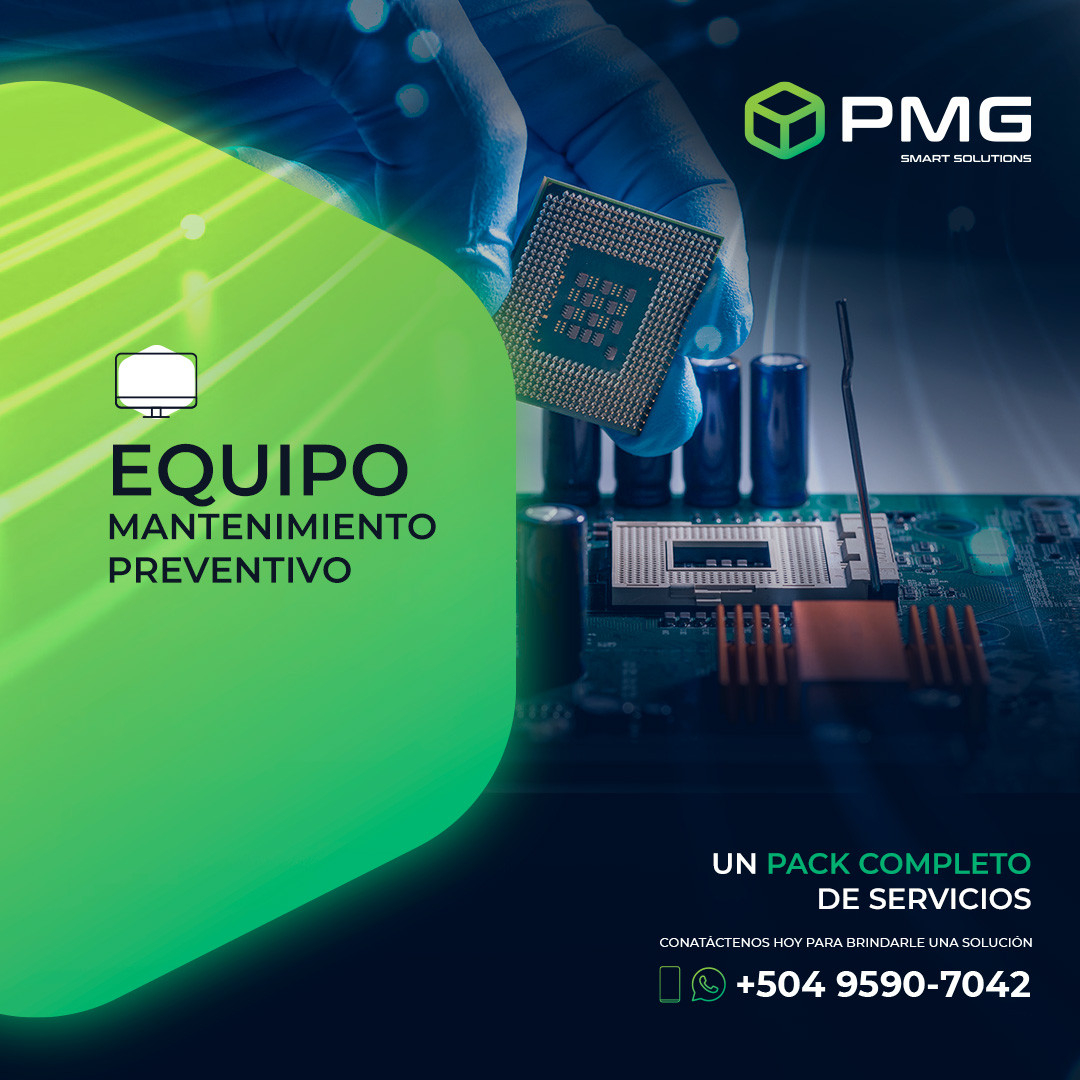 PMG
SMART SOLUTIONS
EQUIPO
MANTENIMIENTO
PREVENTIVO
UN PACK COMPLETO
DE SERVICIOS
CONATÁCTENOS HOY PARA BRINDARLE UNA SOLUCIÓN
+504 9590-7042